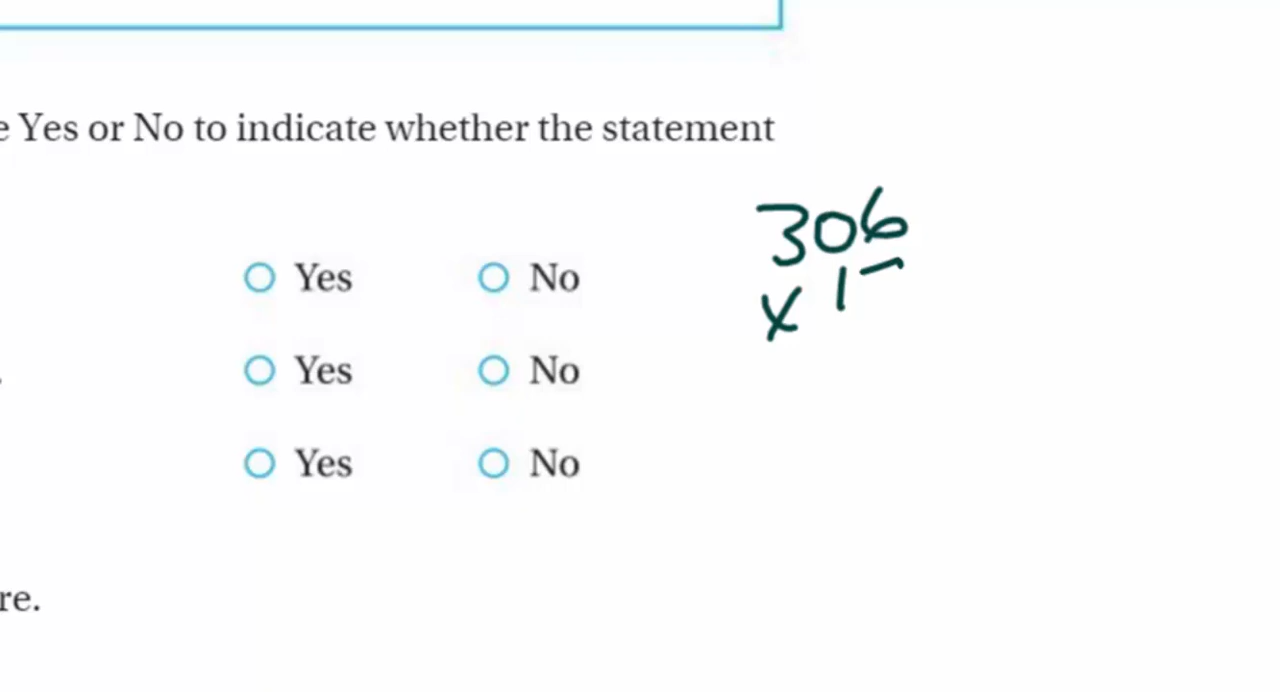 e Yes or No to indicate whether the statement
306
Yes No
x 1
Yes No
Yes No
re.